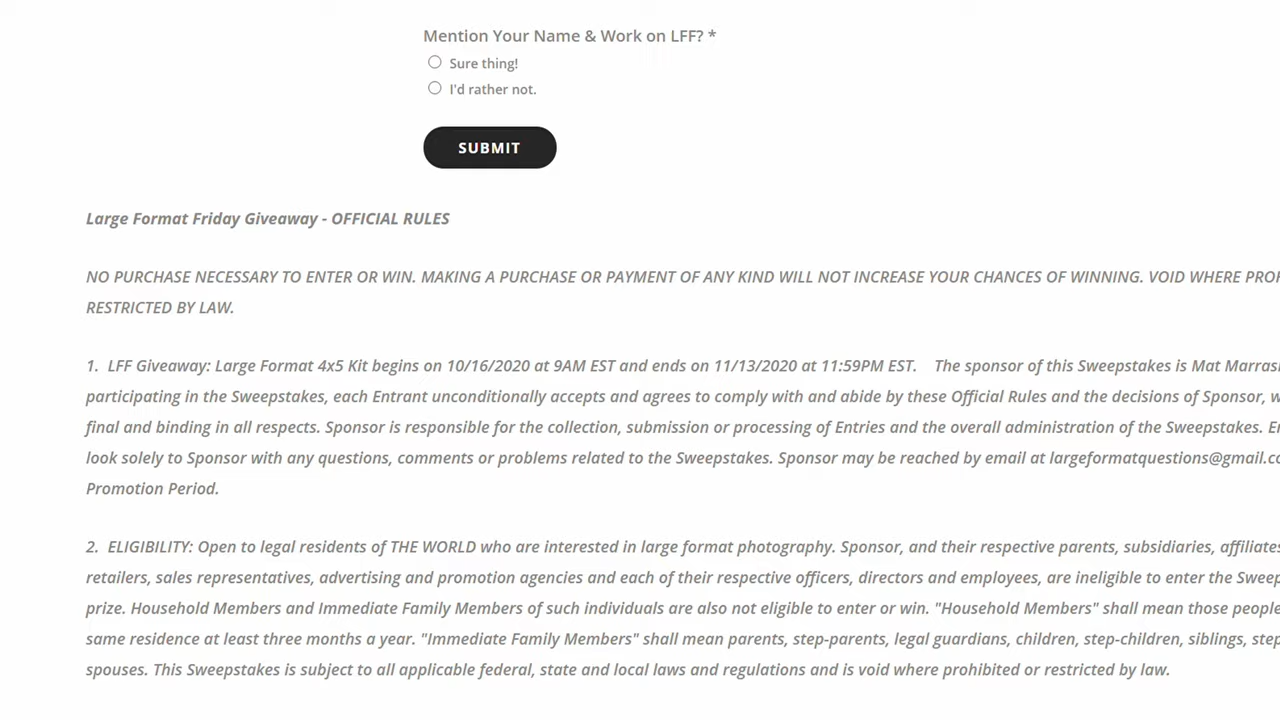 Mention Your Name & Work on LFF? *
Sure thing!
I'd rather not.
SUBMIT
Large Format Friday Giveaway - OFFICIAL RULES
NO PURCHASE NECESSARY TO ENTER OR WIN. MAKING A PURCHASE OR PAYMENT OF ANY KIND WILL NOT INCREASE YOUR CHANCES OF WINNING. VOID WHERE
RESTRICTED BY LAW.
1. LFF Giveaway: Large Format 4x5 Kit begins on 10/16/2020 at 9AM EST and ends on 11/13/2020 at 11:59PM EST. The sponsor of this Sweepstakes is Mat
participating in the Sweepstakes, each Entrant unconditionally accepts and agrees to comply with and abide by these Official Rules and the decisions of Sponsor,
final and binding in all respects. Sponsor is responsible for the collection, submission or processing of Entries and the overall administration of the Sweepstakes.
look solely to Sponsor with any questions, comments or problems related to the Sweepstakes. Sponsor may be reached by email at
Promotion Period.
2. ELIGIBILITY: Open to legal residents of THE WORLD who are interested in large format photography. Sponsor, and their respective parents, subsidiaries,
retailers, sales representatives, advertising and promotion agencies and each of their respective officers, directors and employees, are ineligible to enter the
prize. Household Members and Immediate Family Members of such individuals are also not eligible to enter or win. "Household Members" shall mean those people
same residence at least three months a year. "Immediate Family Members" shall mean parents, step-parents, legal guardians, children, step-children, siblings,
spouses. This Sweepstakes is subject to all applicable federal, state and local laws and regulations and is void where prohibited or restricted by law.